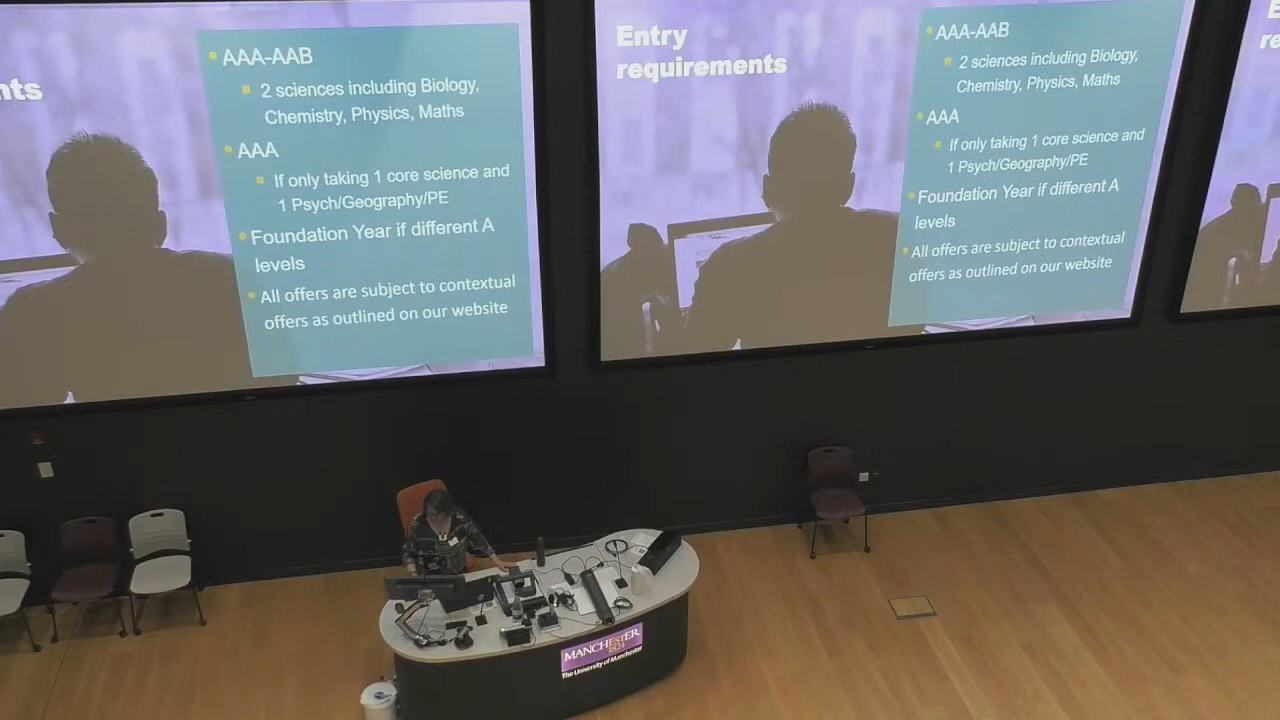 nts
• AAA-AAB
▪ 2 sciences including Biology,
Chemistry, Physics, Maths
• AAA
▪ If only taking 1 core science and
1 Psych/Geography/PE
• Foundation Year if different A
levels
• All offers are subject to contextual
offers as outlined on our website
Entry
requirements
• AAA-AAB
▪ 2 sciences including Biology,
Chemistry, Physics, Maths
• AAA
▪ If only taking 1 core science and
1 Psych/Geography/PE
• Foundation Year if different A
levels
• All offers are subject to contextual
offers as outlined on our website
E
re
MANCHESTER
1824
The University of Manchester